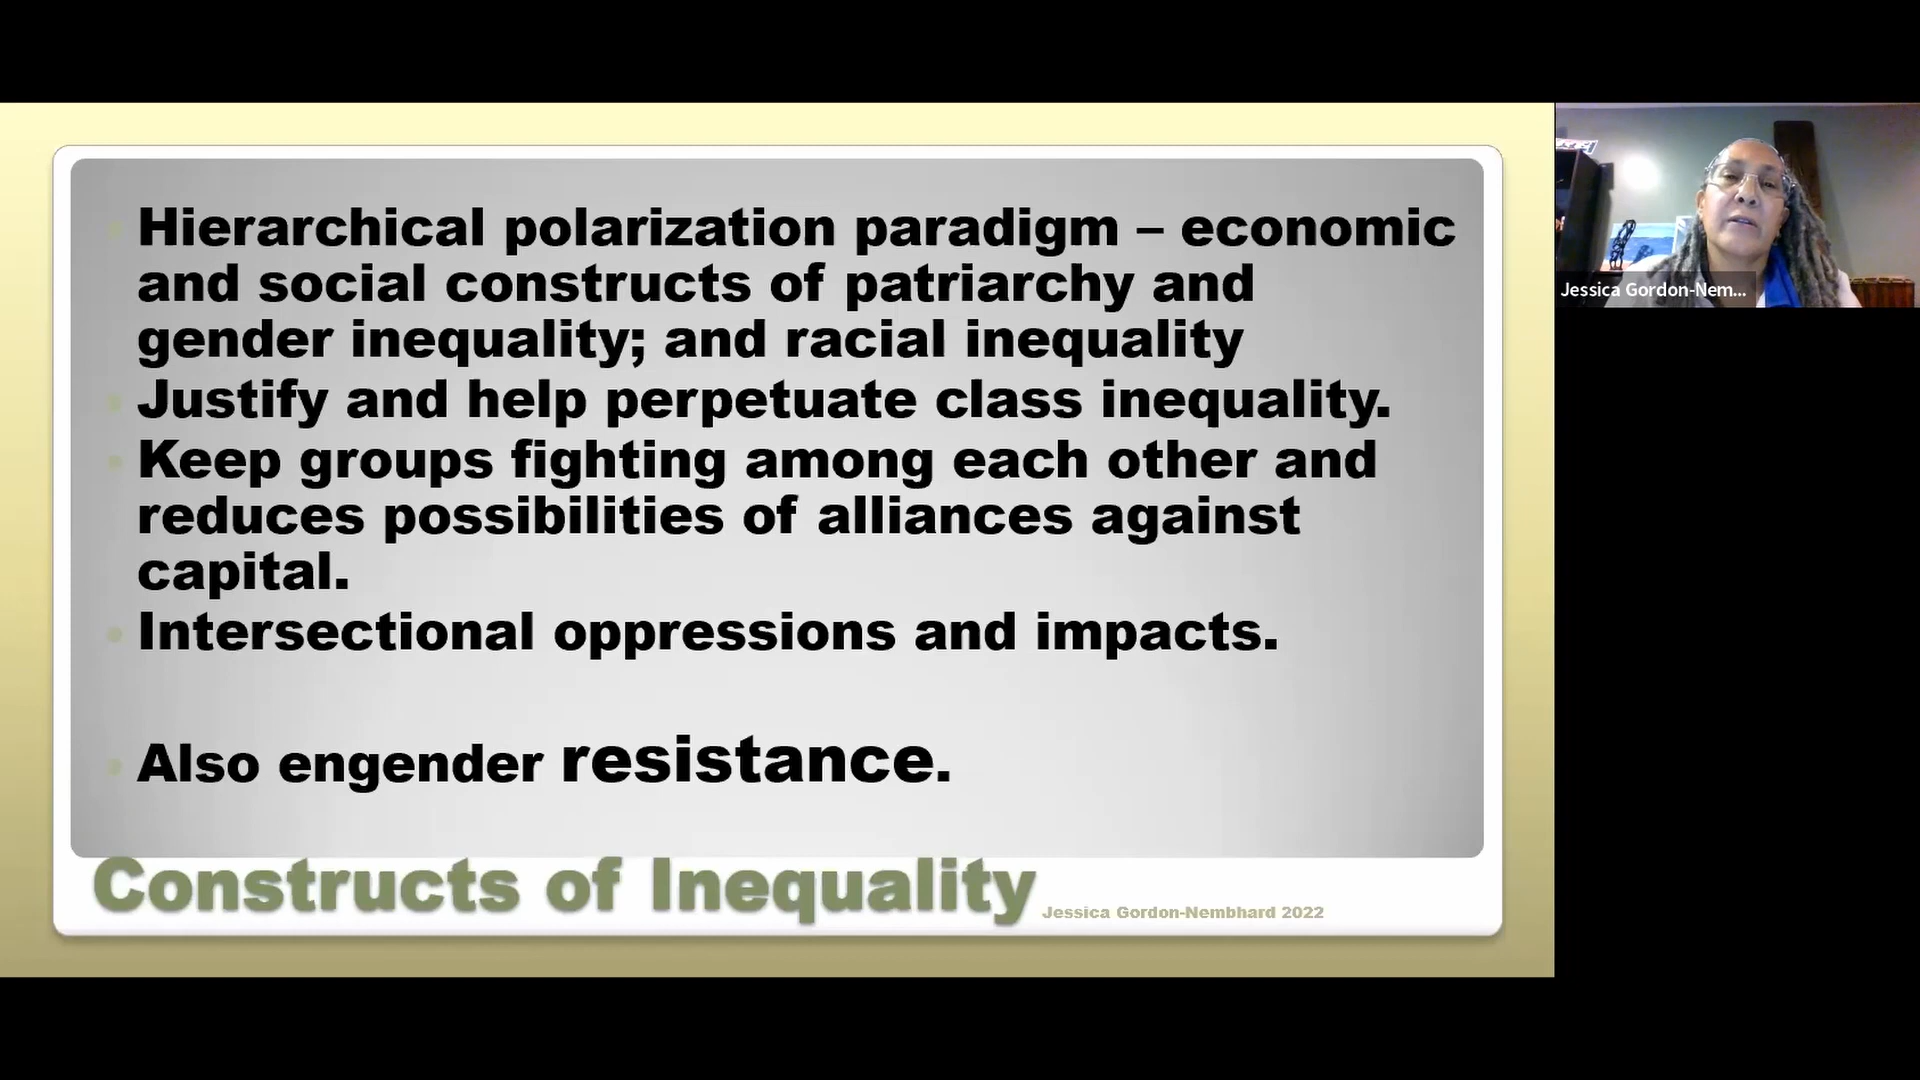 Hierarchical polarization paradigm – economic
and social constructs of patriarchy and
gender inequality; and racial inequality
Justify and help perpetuate class inequality.
Keep groups fighting among each other and
reduces possibilities of alliances against
capital.
Intersectional oppressions and impacts.
Also engender resistance.
Constructs of Inequality
Jessica Gordon-Nembhard 2022
Jessica Gordon-Nem...